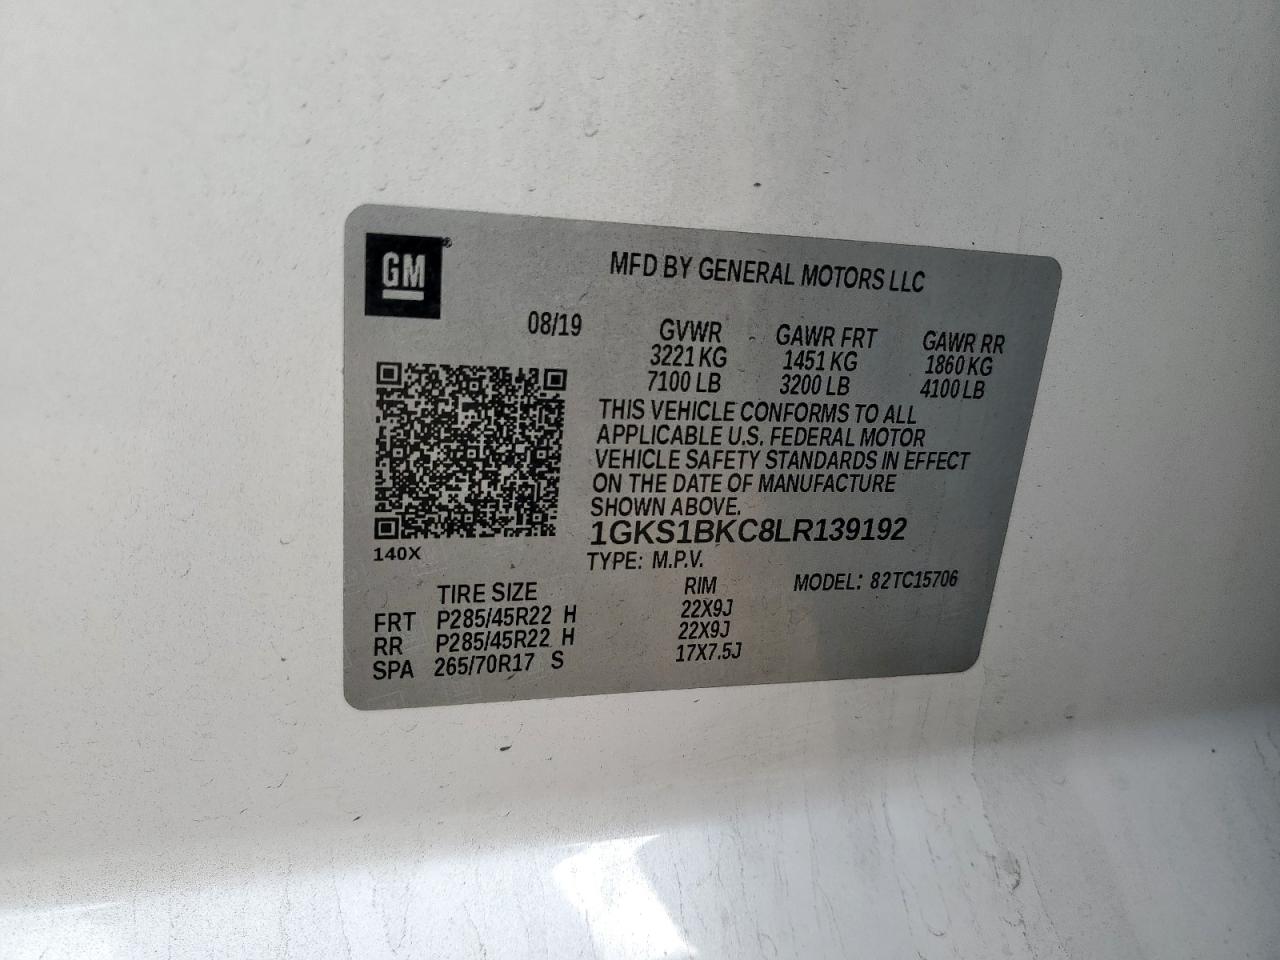 GM®
MFD BY GENERAL MOTORS LLC
08/19
GVWR GAWR FRT GAWR RR
3221 KG 1451 KG 1860 KG
7100 LB 3200 LB 4100 LB
THIS VEHICLE CONFORMS TO ALL
APPLICABLE U.S. FEDERAL MOTOR
VEHICLE SAFETY STANDARDS IN EFFECT
ON THE DATE OF MANUFACTURE
SHOWN ABOVE.
1GKS1BKC8LR139192
140X
TYPE: M.P.V. MODEL: 82TC15706
TIRE SIZE RIM
FRT P285/45R22 H 22X9J
RR P285/45R22 H 22X9J
SPA 265/70R17 S 17X7.5J